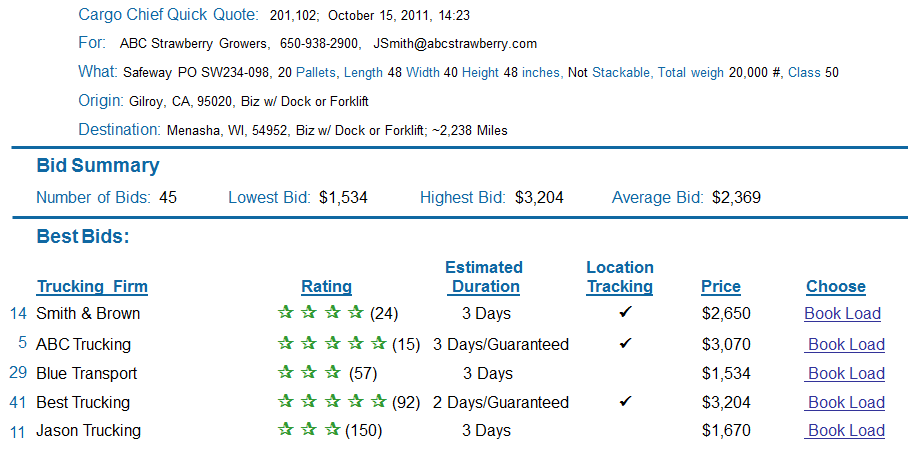 Cargo Chief Quick Quote: 201,102; October 15, 2011, 14:23
For: ABC Strawberry Growers, 650-938-2900, JSmith@abcstrawberry.com
What: Safeway PO SW234-098, 20 Pallets, Length 48 Width 40 Height 48 inches, Not Stackable, Total weigh 20,000 #, Class 50
Origin: Gilroy, CA, 95020, Biz w/ Dock or Forklift
Destination: Menasha, WI, 54952, Biz w/ Dock or Forklift; ~2,238 Miles
Bid Summary
Number of Bids: 45 Lowest Bid: $1,534 Highest Bid: $3,204 Average Bid: $2,369
Best Bids:
Estimated Location
Trucking Firm Rating Duration Tracking Price Choose
14 Smith & Brown (24) 3 Days ✓ $2,650 Book Load
5 ABC Trucking (15) 3 Days/Guaranteed ✓ $3,070 Book Load
29 Blue Transport (57) 3 Days $1,534 Book Load
41 Best Trucking (92) 2 Days/Guaranteed ✓ $3,204 Book Load
11 Jason Trucking (150) 3 Days $1,670 Book Load